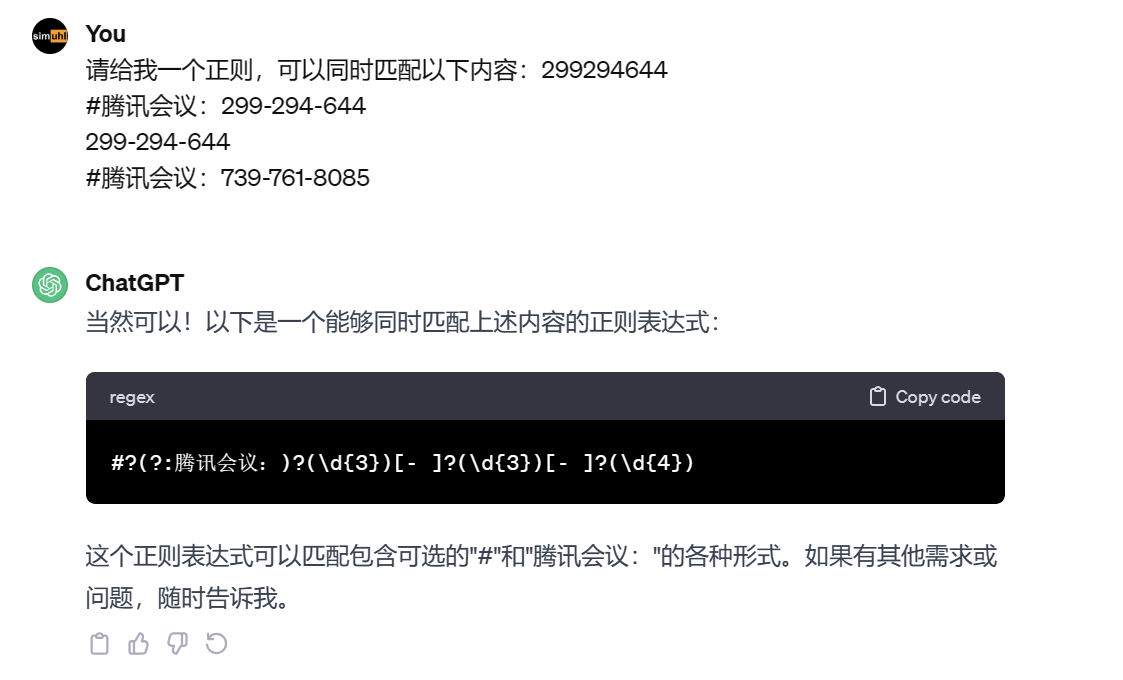 simuhl
You
请给我一个正则，可以同时匹配以下内容：299294644
#腾讯会议：299-294-644
299-294-644
#腾讯会议：739-761-8085
ChatGPT
当然可以！以下是一个能够同时匹配上述内容的正则表达式：
regex
Copy code
#?(?:腾讯会议：)?(\d{3})[- ]?(\d{3})[- ]?(\d{4})
这个正则表达式可以匹配包含可选的"#"和"腾讯会议："的各种形式。如果有其他需求或
问题，随时告诉我。